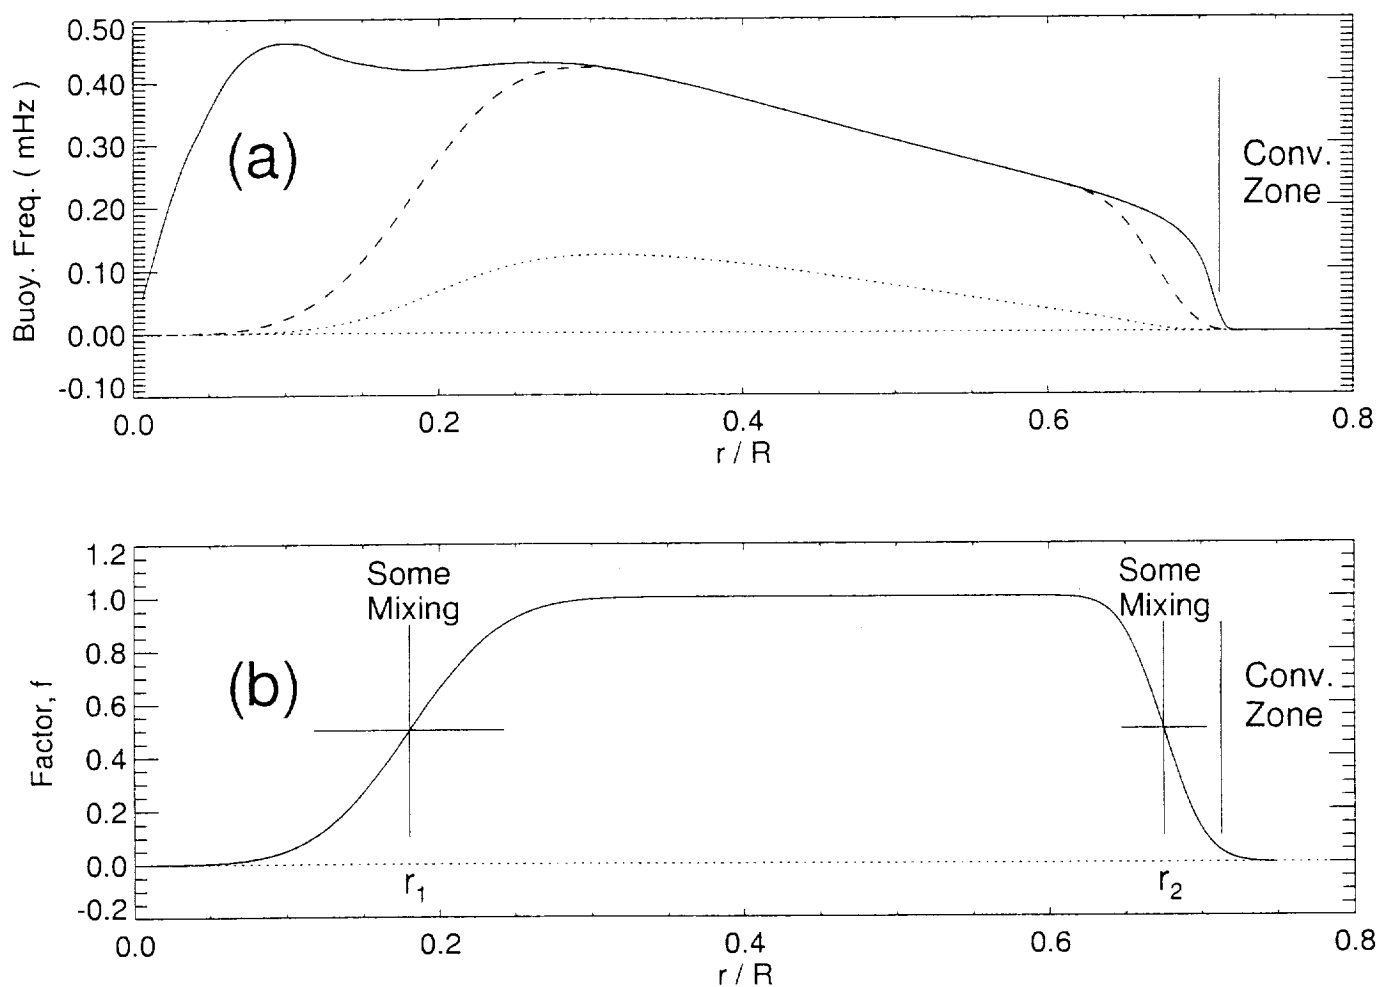 0.50
0.40
0.30
0.20
0.10
0.00
-0.10
Buoy. Freq. ( mHz )
(a)
Conv.
Zone
0.0
0.2
0.4
0.6
0.8
r / R
1.2
1.0
0.8
0.6
0.4
0.2
0.0
-0.2
Factor, f
(b)
Some
Mixing
Some
Mixing
Conv.
Zone
r1
r2
0.0
0.2
0.4
0.6
0.8
r / R